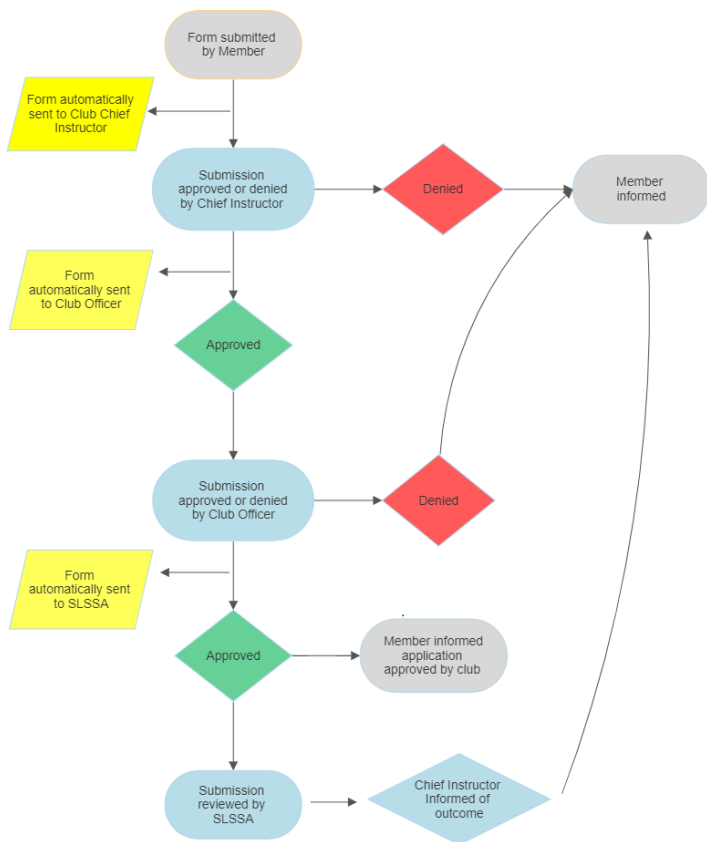 Form submitted
by Member
Form automatically
sent to Club Chief
Instructor
Submission
approved or denied
by Chief Instructor
Denied
Member
informed
Form
automatically sent
to Club Officer
Approved
Submission
approved or denied
by Club Officer
Denied
Form
automatically sent
to SLSSA
Approved
Member informed
application
approved by club
Submission
reviewed by
SLSSA
Chief Instructor
Informed of
outcome